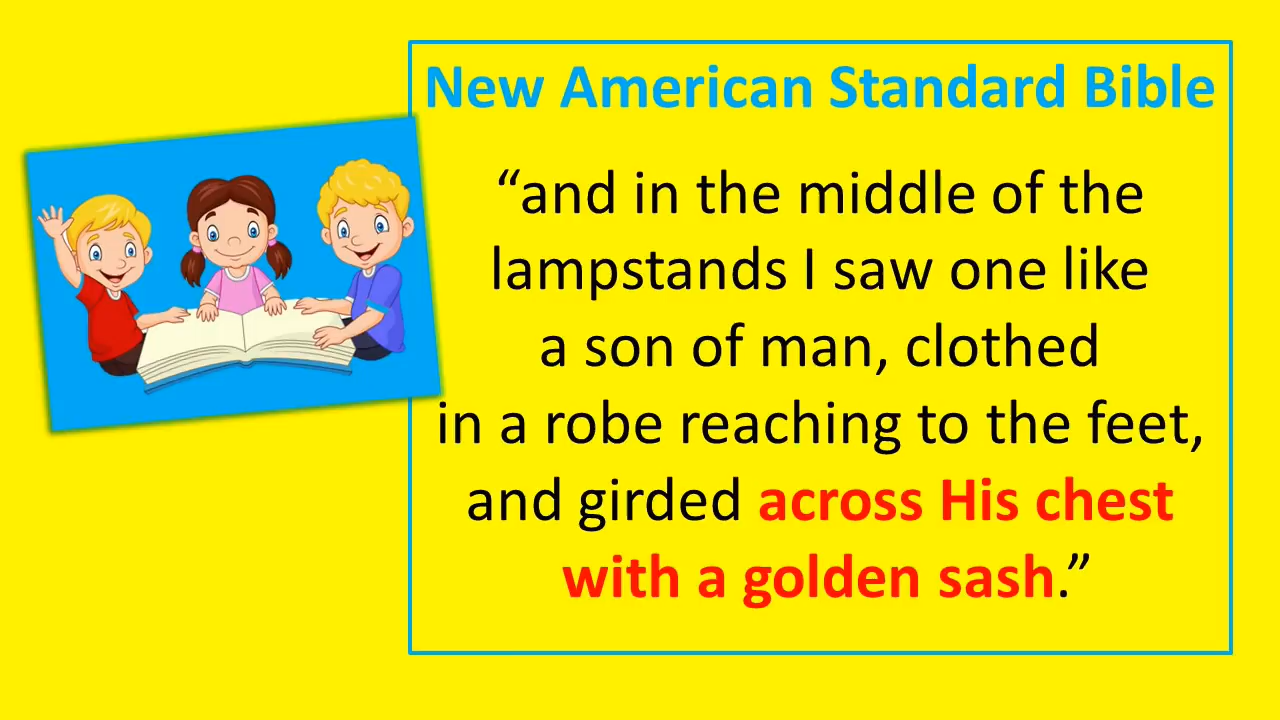 New American Standard Bible
“and in the middle of the
lampstands I saw one like
a son of man, clothed
in a robe reaching to the feet,
and girded across His chest
with a golden sash.”